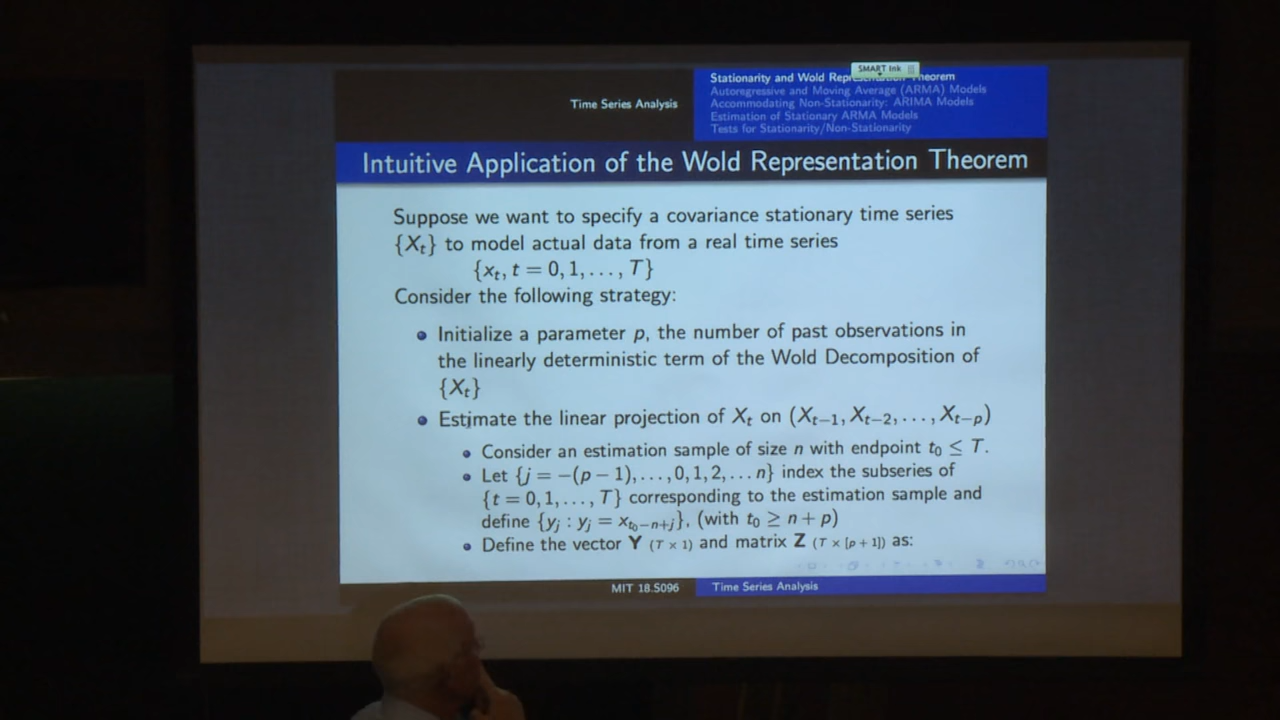 SMART Ink
Time Series Analysis
Stationarity and Wold Representation Theorem
Autoregressive and Moving Average (ARMA) Models
Accommodating Non-Stationarity: ARIMA Models
Estimation of Stationary ARMA Models
Tests for Stationarity/Non-Stationarity
Intuitive Application of the Wold Representation Theorem
Suppose we want to specify a covariance stationary time series
{X_t} to model actual data from a real time series
{x_t, t = 0, 1, . . . , T}
Consider the following strategy:
• Initialize a parameter p, the number of past observations in
the linearly deterministic term of the Wold Decomposition of
{X_t}
• Estimate the linear projection of X_t on (X_{t−1}, X_{t−2}, . . . , X_{t−p})
• Consider an estimation sample of size n with endpoint t_0 ≤ T.
• Let {j = −(p − 1), . . . , 0, 1, 2, . . . n} index the subseries of
{t = 0, 1, . . . , T} corresponding to the estimation sample and
define {y_j : y_j = x_{t_0−n+j}}, (with t_0 ≥ n + p)
• Define the vector Y (T × 1) and matrix Z (T × [p + 1]) as:
MIT 18.S096
Time Series Analysis